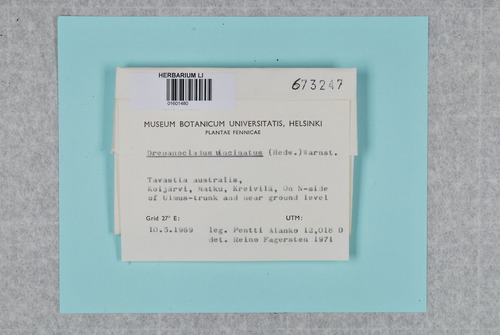 HERBARIUM LI
01601480
673247
MUSEUM BOTANICUM UNIVERSITATIS, HELSINKI
PLANTAE FENNICAE
Drepanocladus uncinatus (Hedw.)Warnst.
Tavastia australis,
Koijärvi, Matku, Kreivilä, On N-side
of Ulmus-trunk and near ground level
Grid 27° E: UTM:
10.5.1969 leg. Pentti Alanko 12,018 D
det. Reino Fagersten 1971